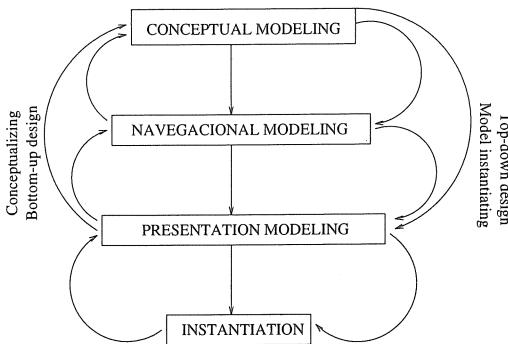 CONCEPTUAL MODELING
NAVEGACIONAL MODELING
PRESENTATION MODELING
INSTANTIATION
Conceptualizing
Bottom-up design
Top-down design
Model instantiating